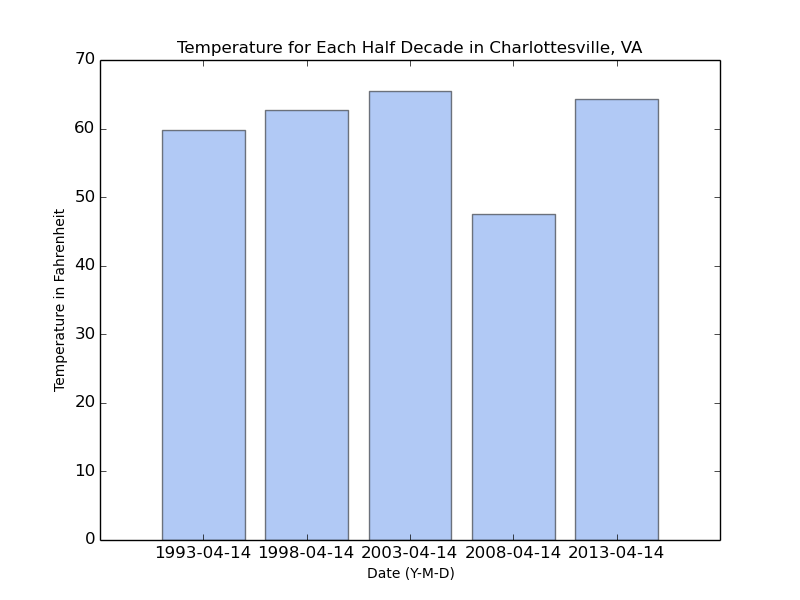 Temperature for Each Half Decade in Charlottesville, VA
70
60
50
40
30
20
10
0
Temperature in Fahrenheit
1993-04-14 1998-04-14 2003-04-14 2008-04-14 2013-04-14
Date (Y-M-D)